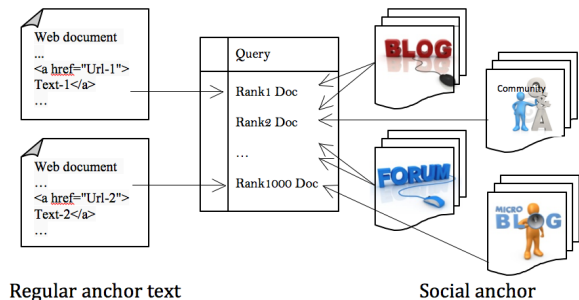 Web document
...
<a href="Url-1">
Text-1</a>
...
Web document
...
<a href="Url-2">
Text-2</a>
...
Query
Rank1 Doc
Rank2 Doc
...
Rank1000 Doc
BLOG
Community
Q&A
FORUM
MICRO
BLOG
Regular anchor text
Social anchor